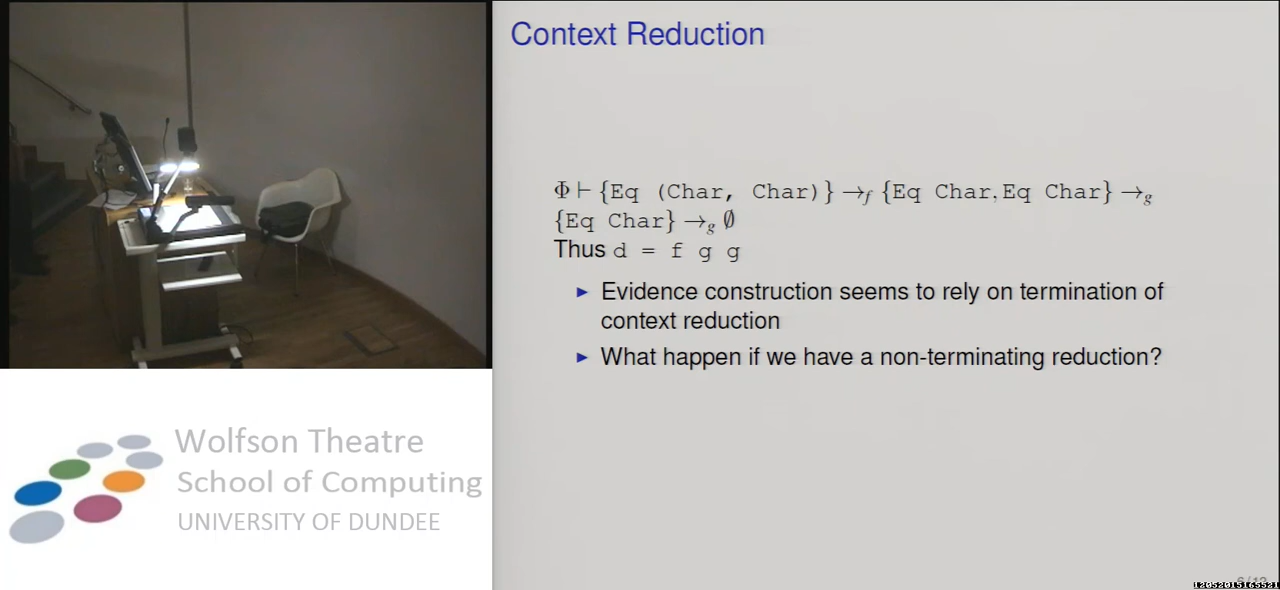 Context Reduction
Φ ⊢ {Eq (Char, Char)} →f {Eq Char, Eq Char} →g
{Eq Char} →g ∅
Thus d = f g g
► Evidence construction seems to rely on termination of
context reduction
► What happen if we have a non-terminating reduction?
Wolfson Theatre
School of Computing
UNIVERSITY OF DUNDEE